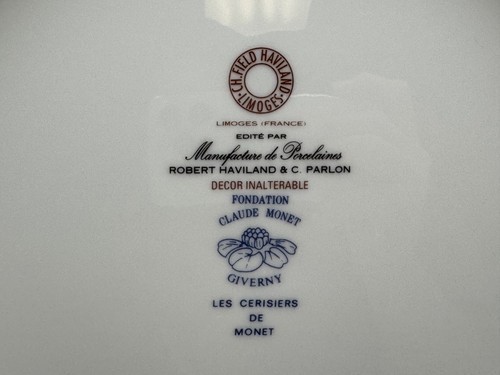 CH. FIELD HAVILAND
LIMOGES
LIMOGES (FRANCE)
EDITÉ PAR
Manufacture de Porcelaines
ROBERT HAVILAND & C. PARLON
DECOR INALTERABLE
FONDATION
CLAUDE MONET
GIVERNY
LES CERISIERS
DE
MONET